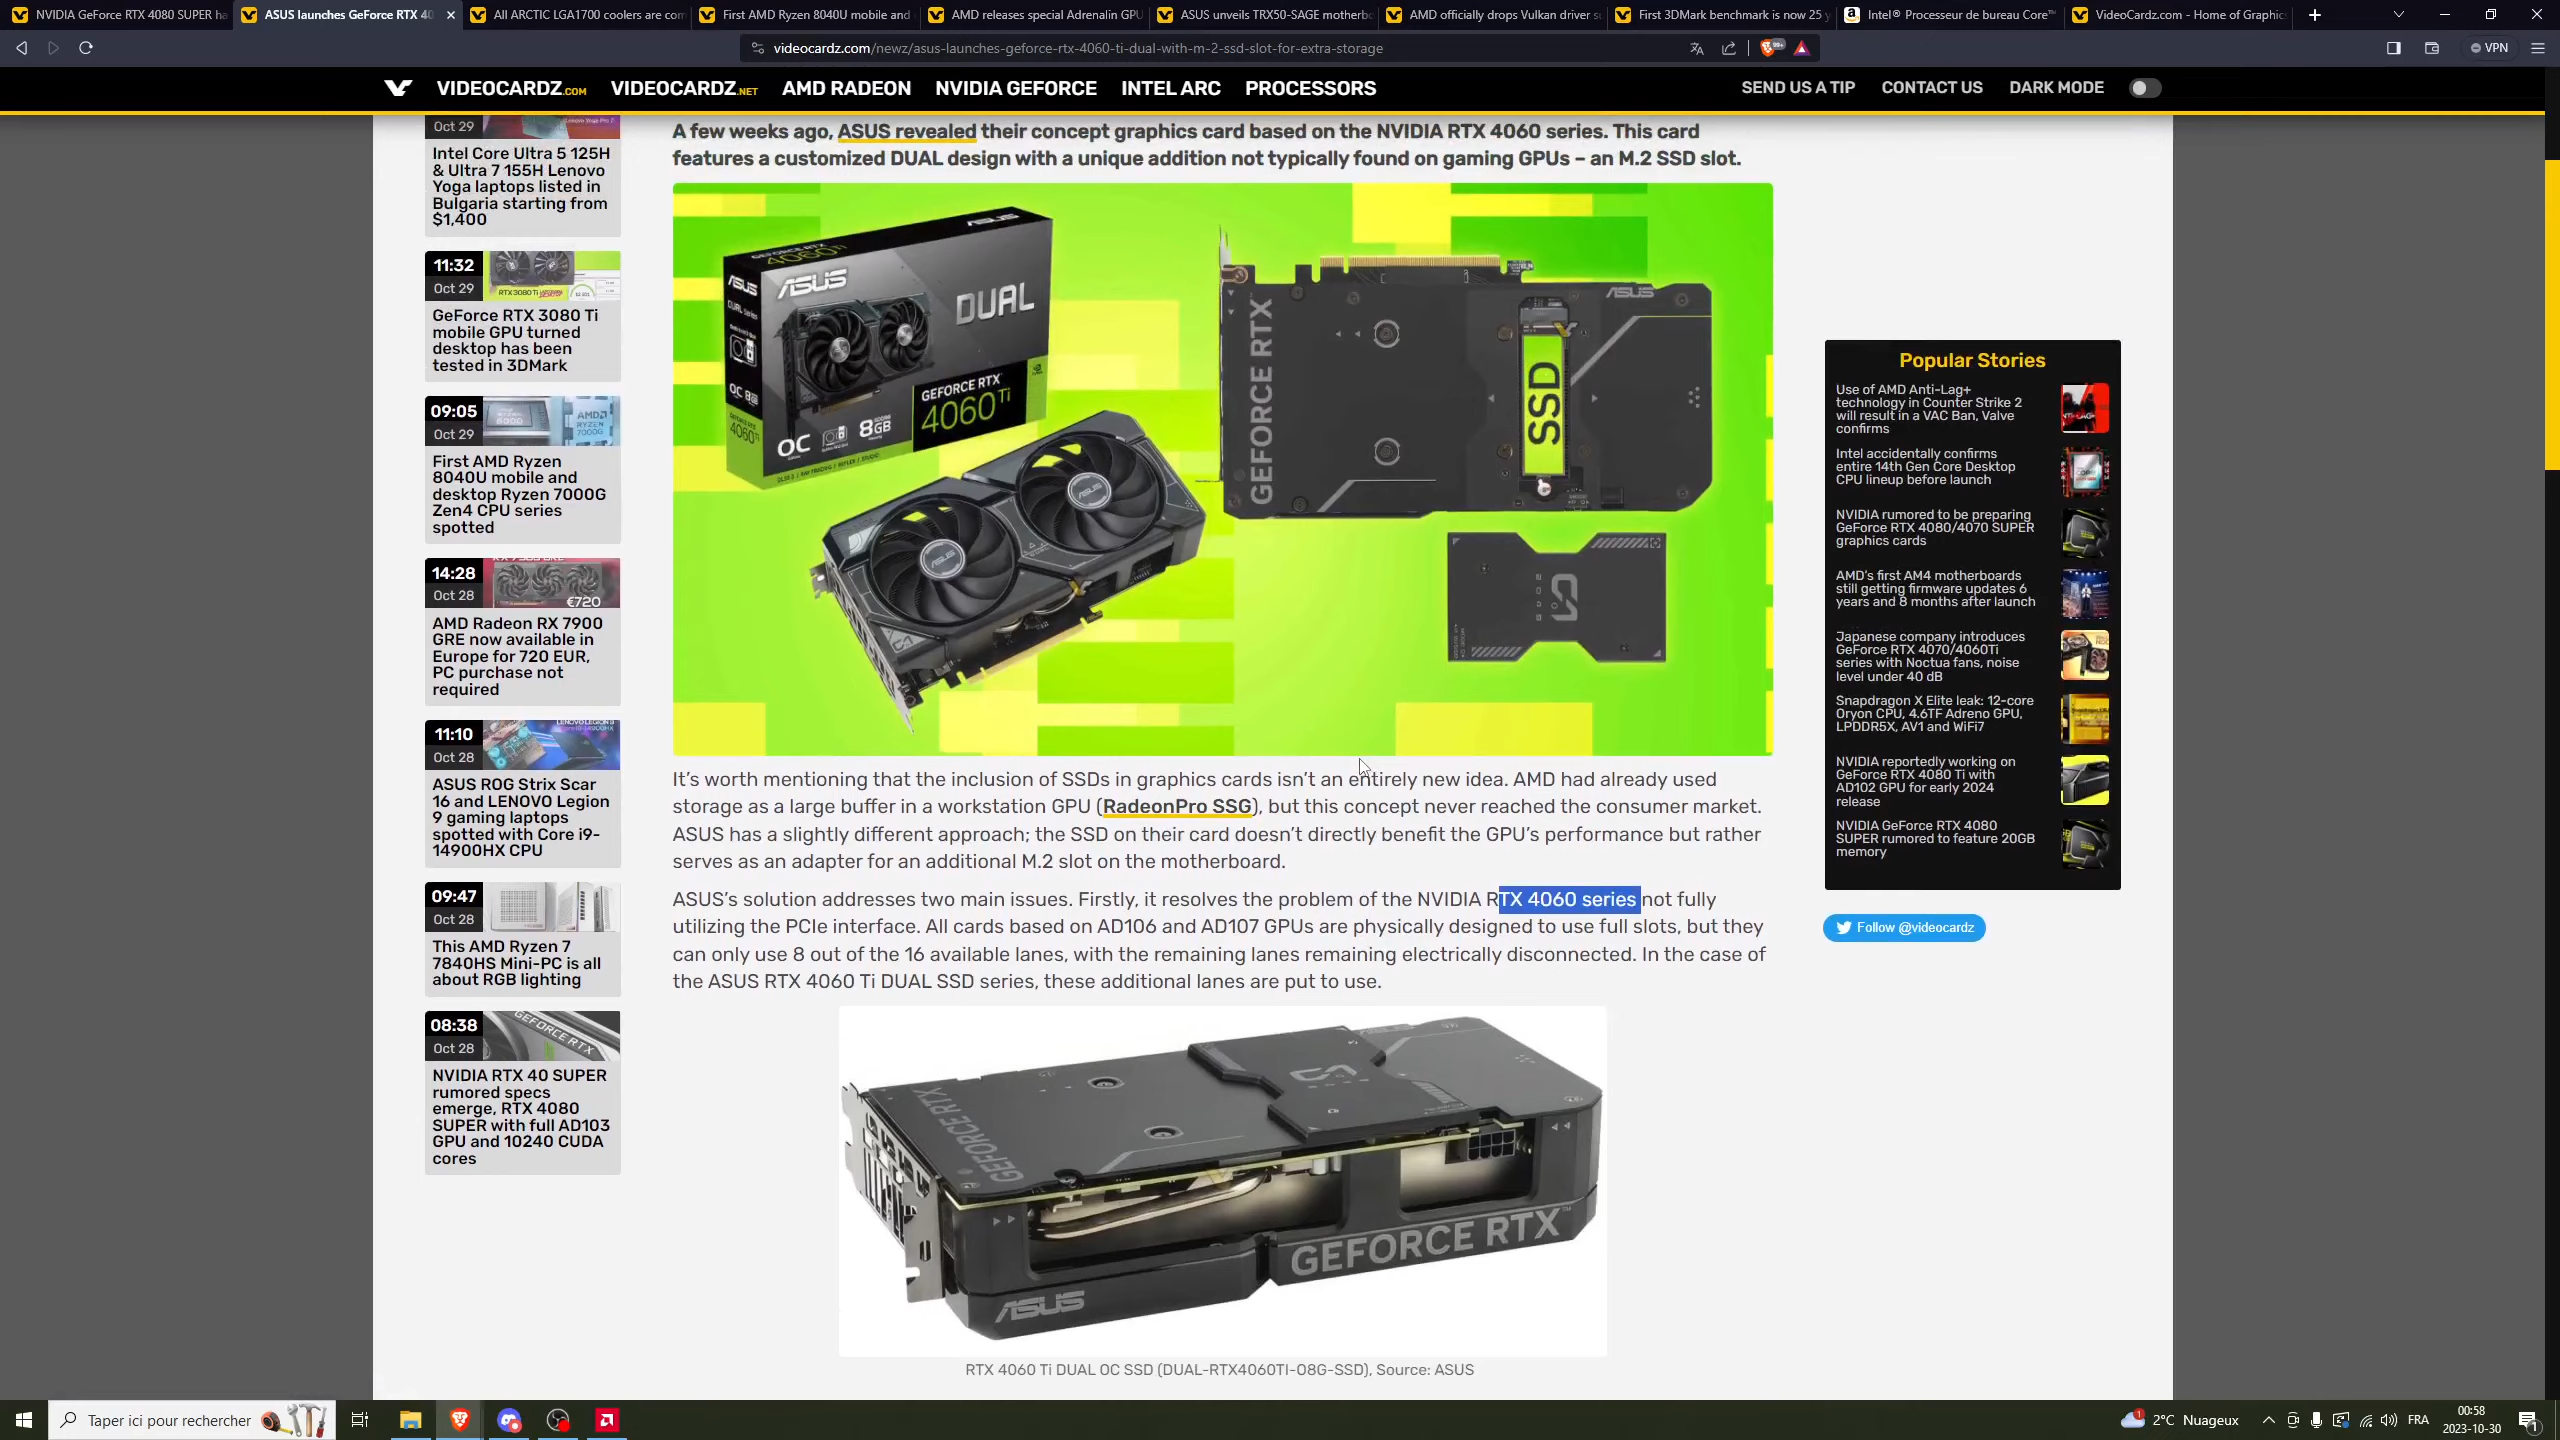 NVIDIA GeForce RTX 4080 SUPER ha
ASUS launches GeForce RTX 40
All ARCTIC LGA1700 coolers are com
First AMD Ryzen 8040U mobile and
AMD releases special Adrenalin GPU
ASUS unveils TRX50-SAGE motherbo
AMD officially drops Vulkan driver su
First 3DMark benchmark is now 25 y
Intel® Processeur de bureau Core™
VideoCardz.com - Home of Graphic
videocardz.com/newz/asus-launches-geforce-rtx-4060-ti-dual-with-m-2-ssd-slot-for-extra-storage
99+
VPN
VIDEOCARDZ.COM
VIDEOCARDZ.NET
AMD RADEON
NVIDIA GEFORCE
INTEL ARC
PROCESSORS
SEND US A TIP
CONTACT US
DARK MODE
Oct 29
Intel Core Ultra 5 125H
& Ultra 7 155H Lenovo
Yoga laptops listed in
Bulgaria starting from
$1,400
11:32
Oct 29
RTX 3080 Ti
GeForce RTX 3080 Ti
mobile GPU turned
desktop has been
tested in 3DMark
09:05
Oct 29
AMD
RYZEN
7000G
First AMD Ryzen
8040U mobile and
desktop Ryzen 7000G
Zen4 CPU series
spotted
14:28
Oct 28
€720
AMD Radeon RX 7900
GRE now available in
Europe for 720 EUR,
PC purchase not
required
11:10
Oct 28
ASUS ROG Strix Scar
16 and LENOVO Legion
9 gaming laptops
spotted with Core i9-
14900HX CPU
09:47
Oct 28
This AMD Ryzen 7
7840HS Mini-PC is all
about RGB lighting
08:38
Oct 28
GEFORCE RTX
NVIDIA RTX 40 SUPER
rumored specs
emerge, RTX 4080
SUPER with full AD103
GPU and 10240 CUDA
cores
A few weeks ago, ASUS revealed their concept graphics card based on the NVIDIA RTX 4060 series. This card
features a customized DUAL design with a unique addition not typically found on gaming GPUs – an M.2 SSD slot.
GEFORCE RTX
4060 Ti
ASUS
ASUS
DUAL
GEFORCE RTX
4060 Ti
OC
8GB
ASUS
GEFORCE RTX
SSD
It's worth mentioning that the inclusion of SSDs in graphics cards isn't an entirely new idea. AMD had already used
storage as a large buffer in a workstation GPU (RadeonPro SSG), but this concept never reached the consumer market.
ASUS has a slightly different approach; the SSD on their card doesn't directly benefit the GPU's performance but rather
serves as an adapter for an additional M.2 slot on the motherboard.
ASUS's solution addresses two main issues. Firstly, it resolves the problem of the NVIDIA RTX 4060 series not fully
utilizing the PCIe interface. All cards based on AD106 and AD107 GPUs are physically designed to use full slots, but they
can only use 8 out of the 16 available lanes, with the remaining lanes remaining electrically disconnected. In the case of
the ASUS RTX 4060 Ti DUAL SSD series, these additional lanes are put to use.
GEFORCE RTX
GEFORCE RTX
ASUS
RTX 4060 Ti DUAL OC SSD (DUAL-RTX4060TI-O8G-SSD), Source: ASUS
Popular Stories
Use of AMD Anti-Lag+
technology in Counter Strike 2
will result in a VAC Ban, Valve
confirms
Intel accidentally confirms
entire 14th Gen Core Desktop
CPU lineup before launch
NVIDIA rumored to be preparing
GeForce RTX 4080/4070 SUPER
graphics cards
AMD's first AM4 motherboards
still getting firmware updates 6
years and 8 months after launch
Japanese company introduces
GeForce RTX 4070/4060Ti
series with Noctua fans, noise
level under 40 dB
Snapdragon X Elite leak: 12-core
Oryon CPU, 4.6TF Adreno GPU,
LPDDR5X, AV1 and WiFi7
NVIDIA reportedly working on
GeForce RTX 4080 Ti with
AD102 GPU for early 2024
release
NVIDIA GeForce RTX 4080
SUPER rumored to feature 20GB
memory
Follow @videocardz
Taper ici pour rechercher
2°C Nuageux
FRA
00:58
2023-10-30